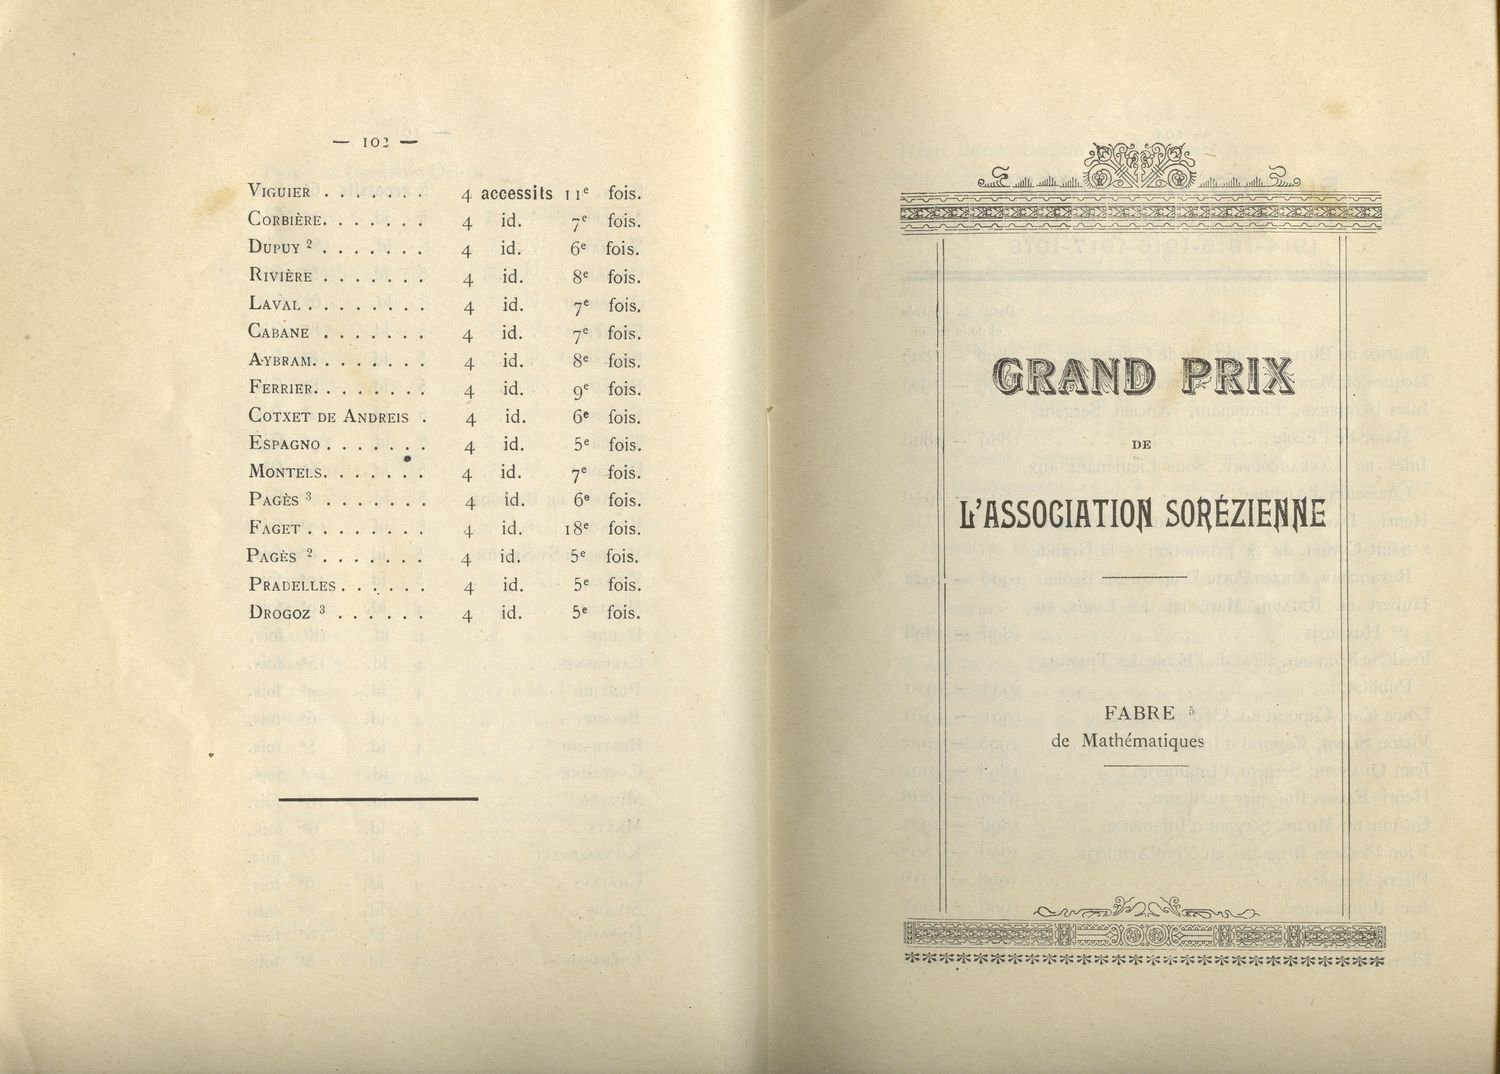 — 102 —
VIGUIER . . . . . . . 4 accessits 11e fois.
CORBIÈRE. . . . . . . 4 id. 7e fois.
DUPUY 2 . . . . . . . 4 id. 6e fois.
RIVIÈRE . . . . . . . 4 id. 8e fois.
LAVAL . . . . . . . . 4 id. 7e fois.
CABANE . . . . . . . 4 id. 7e fois.
AYBRAM. . . . . . . . 4 id. 8e fois.
FERRIER. . . . . . . . 4 id. 9e fois.
COTXET DE ANDREIS . 4 id. 6e fois.
ESPAGNO . . . . . . . 4 id. 5e fois.
MONTELS. . . . . . . 4 id. 7e fois.
PAGÈS 3 . . . . . . . 4 id. 6e fois.
FAGET . . . . . . . . 4 id. 18e fois.
PAGÈS 2 . . . . . . . 4 id. 5e fois.
PRADELLES . . . . . . 4 id. 5e fois.
DROGOZ 3 . . . . . . 4 id. 5e fois.
GRAND PRIX
DE
L'ASSOCIATION SORÉZIENNE
FABRE 5
de Mathématiques